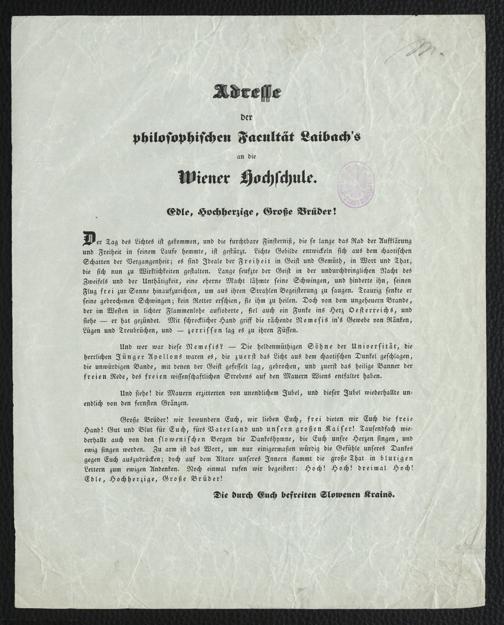 Adresse
der
philosophischen Facultät Laibach's
an die
Wiener Hochschule.
Edle, Hochherzige, Große Brüder!
Der Tag des Lichtes ist gekommen, und die furchtbare Finsterniß, die so lange das Rad der Aufklärung
und Freiheit in seinem Laufe hemmte, ist gestürzt. Lichte Gebilde entwickeln sich aus dem chaotischen
Schatten der Vergangenheit; es sind Ideale der Freiheit in Geist und Gemüth, in Wort und That,
die sich nun zu Wirklichkeiten gestalten. Lange seufzte der Geist in der undurchdringlichen Nacht des
Zweifels und der Unthätigkeit, eine eherne Macht lähmte seine Schwingen, und hinderte ihn, seinen
Flug frei zur Sonne hinaufzurichten, um aus ihren Strahlen Begeisterung zu saugen. Traurig senkte er
seine gebrochenen Schwingen; kein Retter erschien, sie ihm zu heilen. Doch von dem ungeheuern Brande,
der im Westen in lichter Flammenlohe aufloderte, fiel auch ein Funke ins Herz Oesterreichs, und
siehe — er hat gezündet. Mit schrecklicher Hand griff die rächende Nemesis in's Gewebe von Ränken,
Lügen und Treubrüchen, und — zerrissen lag es zu ihren Füßen.
Und wer war diese Nemesis? — Die heldenmüthigen Söhne der Universität, die
herrlichen Jünger Apollons waren es, die zuerst das Licht aus dem chaotischen Dunkel geschlagen,
die unwürdigen Bande, mit denen der Geist gefesselt lag, gebrochen, und zuerst das heilige Banner der
freien Rede, des freien wissenschaftlichen Strebens auf den Mauern Wiens entfaltet haben.
Und siehe! die Mauern erzitterten von unendlichem Jubel, und dieser Jubel wiederhallte un-
endlich von den fernsten Gränzen.
Große Brüder! wir bewundern Euch, wir lieben Euch, frei bieten wir Euch die freie
Hand! Gut und Blut für Euch, fürs Vaterland und unsern großen Kaiser! Tausendfach wie-
derhallt auch von den slowenischen Bergen die Dankeshymne, die Euch unsre Herzen singen, und
ewig singen werden. Zu arm ist das Wort, um nur einigermaßen würdig die Gefühle unseres Dankes
gegen Euch auszudrücken; doch auf dem Altare unseres Innern flammt die große That in blutigen
Lettern zum ewigen Andenken. Noch einmal rufen wir begeistert: Hoch! Hoch! dreimal Hoch!
Edle, Hochherzige, Große Brüder!
Die durch Euch befreiten Slowenen Krains.